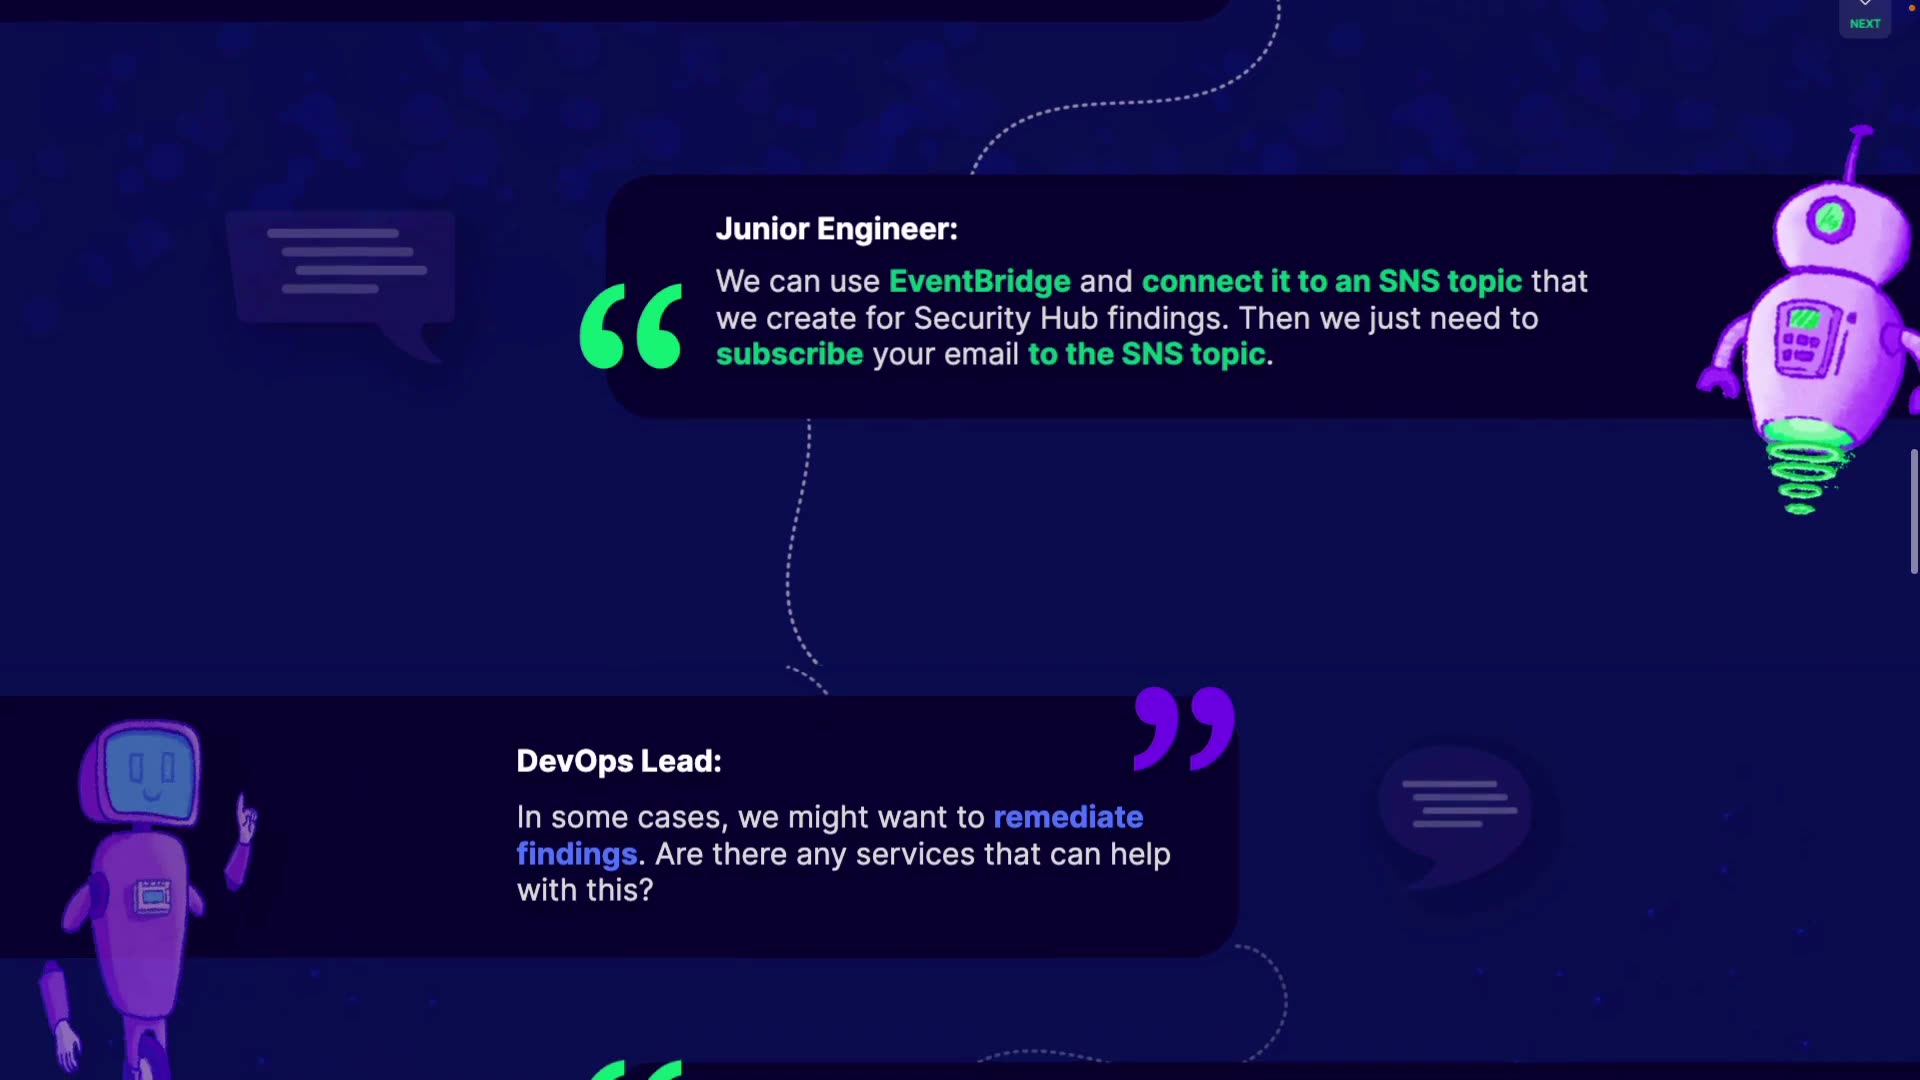 NEXT
Junior Engineer:
We can use EventBridge and connect it to an SNS topic that
we create for Security Hub findings. Then we just need to
subscribe your email to the SNS topic.
DevOps Lead:
In some cases, we might want to remediate
findings. Are there any services that can help
with this?